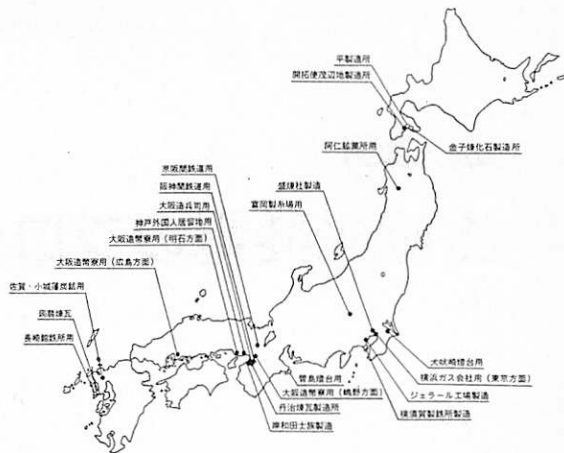 平製造所
開拓使茂辺地製造所
金子煉化石製造所
阿仁鉱業所用
京阪間鉄道用
盛煉社製造
阪神間鉄道用
富岡製糸場用
大阪造兵司用
神戸外国人居留地用
大阪造幣寮用（明石方面）
大阪造幣寮用（広島方面）
佐賀・小城藩炭鉱用
長崎鎔鉄所用
犬吠崎燈台用
菅島燈台用
横浜ガス会社用（東京方面）
大阪造幣寮用（鴫野方面）
ジェラール工場製造
丹治煉瓦製造所
横須賀製鉄所製造
岸和田士族製造